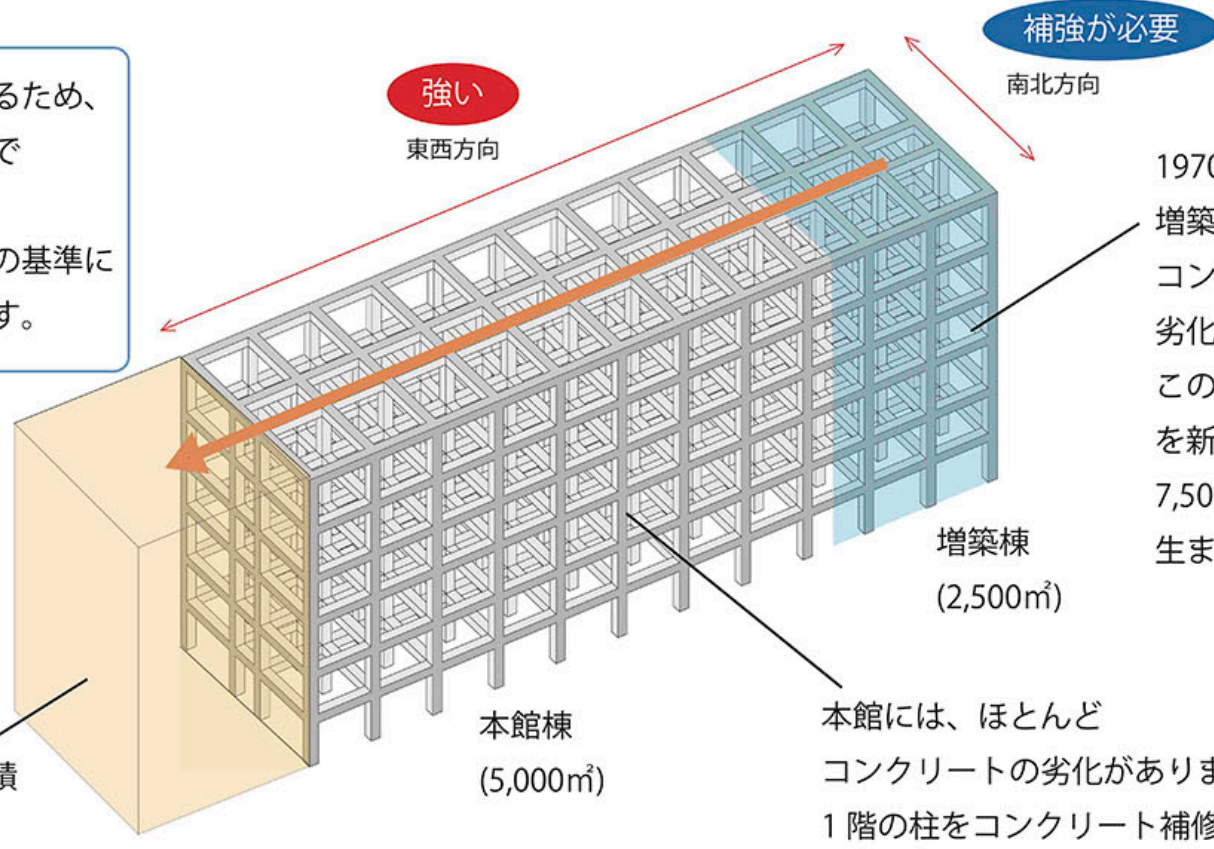 るため、
で
の基準に
す。
強い
東西方向
補強が必要
南北方向
1970
増築
コン
劣化
この
を新
7,50
生ま
増築棟
(2,500㎡)
本館棟
(5,000㎡)
積
本館には、ほとんど
コンクリートの劣化がありま
1階の柱をコンクリート補修